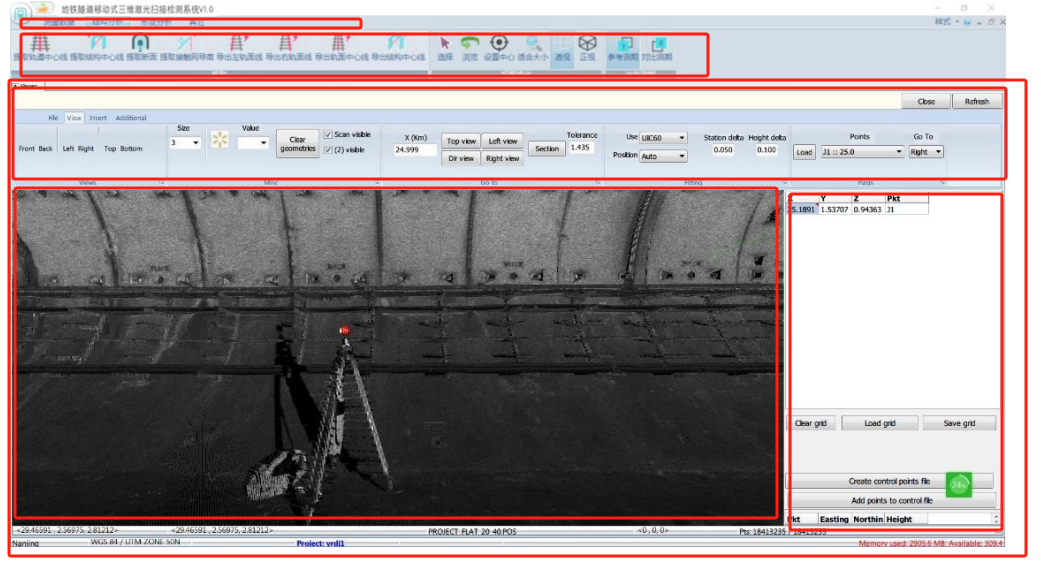 地铁隧道移动式三维激光扫描检测系统V1.0
测量数据 结构分析 形变分析 其它 样式
提取轨道中心线 提取结构中心线 提取断面 提取接触网导高 导出左轨面线 导出右轨面线 导出轨面中心线 导出结构中心线 选择 浏览 设置中心 适合大小 透视 正视 参考测期 对比测期
Viewer
Close Refresh
File View Insert Additional
Size Value Scan visible X (Km) Top view Left view Tolerance Use UIC60 Station delta Height delta Points Go To
Front Back Left Right Top Bottom 3 Clear geometries (2) visible 24.999 Dir view Right view Section 1.435 Position Auto 0.050 0.100 Load J1 :: 25.0 Right
Views Misc Go to Fitting Flags
X Y Z Pkt
25.1891 1.53707 0.94363 J1
Clear grid Load grid Save grid
Create control points file
24%
Add points to control file
Pkt Easting Northin Height
<29.46591 , 2.56975, 2.81212> <29.46591 , 2.56975, 2.81212> PROJECT FLAT 20 40.POS <0 , 0, 0> Pts: 18413235 / 18413235
Nanjing WGS 84 / UTM ZONE 50N Project: yrdj1 Memory used: 2905.6 MB: Available: 309.4